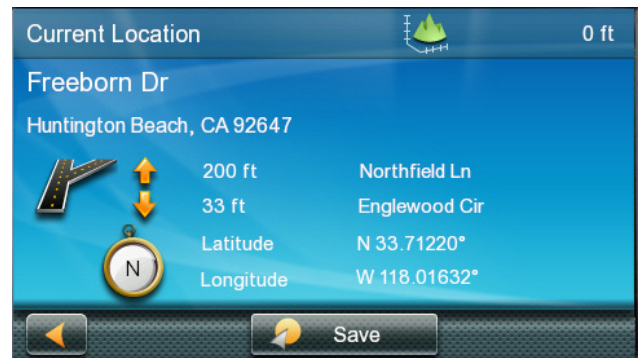 Current Location 0 ft
Freeborn Dr
Huntington Beach, CA 92647
200 ft Northfield Ln
33 ft Englewood Cir
Latitude N 33.71220°
N
Longitude W 118.01632°
Save